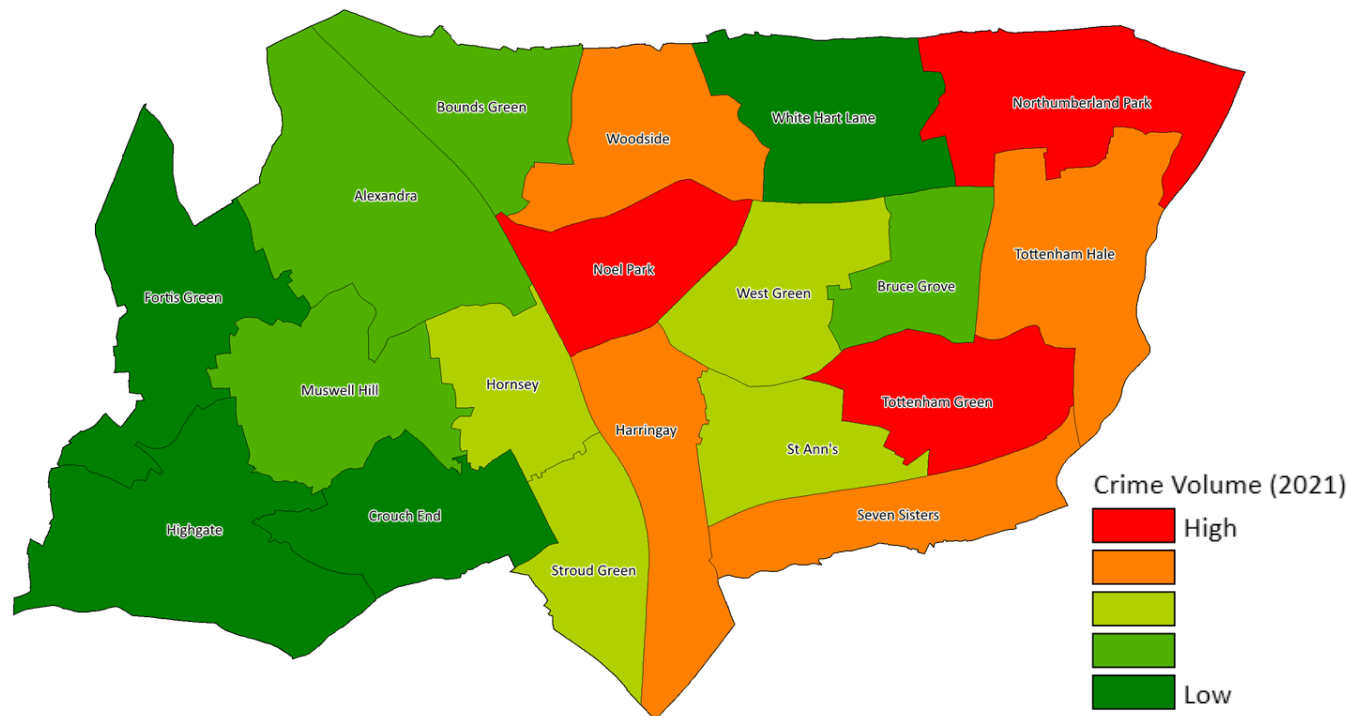 Bounds Green
Northumberland Park
White Hart Lane
Woodside
Alexandra
Tottenham Hale
Noel Park
Bruce Grove
West Green
Fortis Green
Hornsey
Muswell Hill
Tottenham Green
Harringay
St Ann's
Crime Volume (2021)
Seven Sisters
Crouch End
High
Highgate
Stroud Green
Low